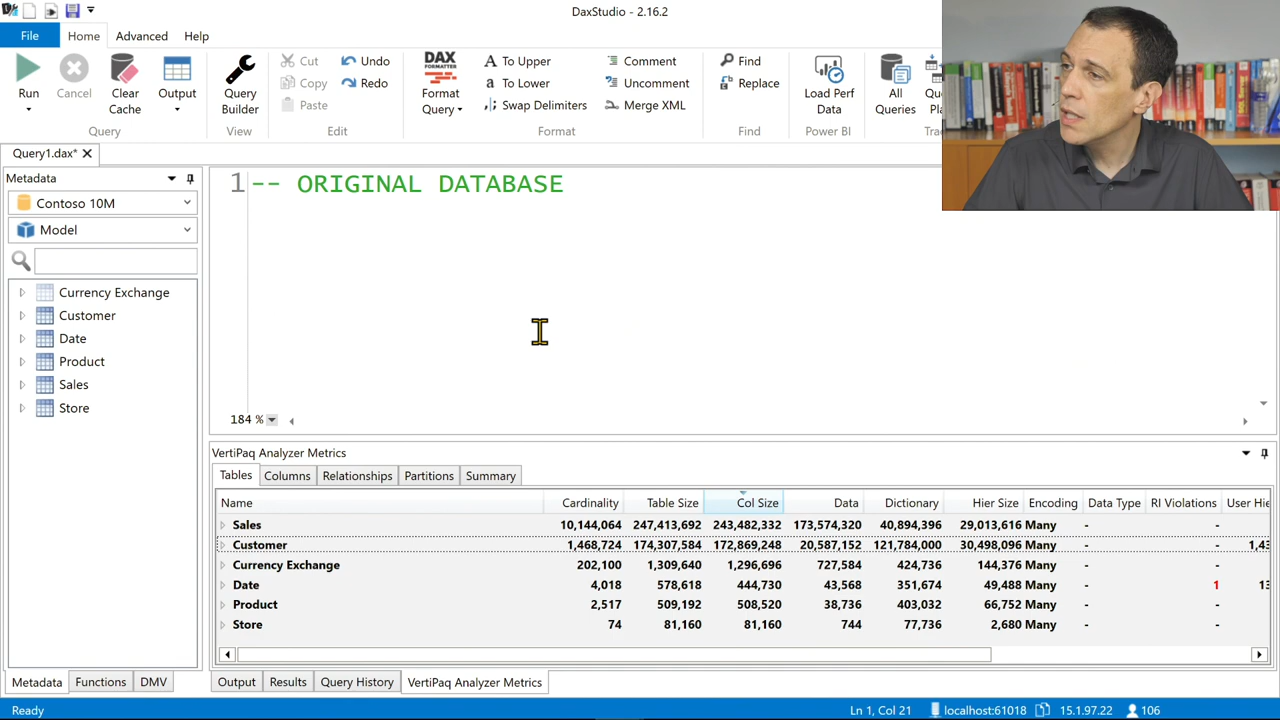 DaxStudio - 2.16.2
File Home Advanced Help
Run
Cancel
Clear Cache
Output
Query
Query Builder
View
Cut Undo
Copy Redo
Paste
Edit
DAX FORMATTER
Format Query
To Upper Comment
To Lower Uncomment
Swap Delimiters Merge XML
Format
Find
Replace
Find
Load Perf Data
Power BI
All Queries
Query1.dax*
Metadata
Contoso 10M
Model
Currency Exchange
Customer
Date
Product
Sales
Store
Metadata Functions DMV
1 -- ORIGINAL DATABASE
184 %
VertiPaq Analyzer Metrics
Tables Columns Relationships Partitions Summary
Name Cardinality Table Size Col Size Data Dictionary Hier Size Encoding Data Type RI Violations User Hie
Sales 10,144,064 247,413,692 243,482,332 173,574,320 40,894,396 29,013,616 Many - -
Customer 1,468,724 174,307,584 172,869,248 20,587,152 121,784,000 30,498,096 Many - - 1,43
Currency Exchange 202,100 1,309,640 1,296,696 727,584 424,736 144,376 Many - -
Date 4,018 578,618 444,730 43,568 351,674 49,488 Many - 1 13
Product 2,517 509,192 508,520 38,736 403,032 66,752 Many - -
Store 74 81,160 81,160 744 77,736 2,680 Many - -
Output Results Query History VertiPaq Analyzer Metrics
Ready Ln 1, Col 21 localhost:61018 15.1.97.22 106